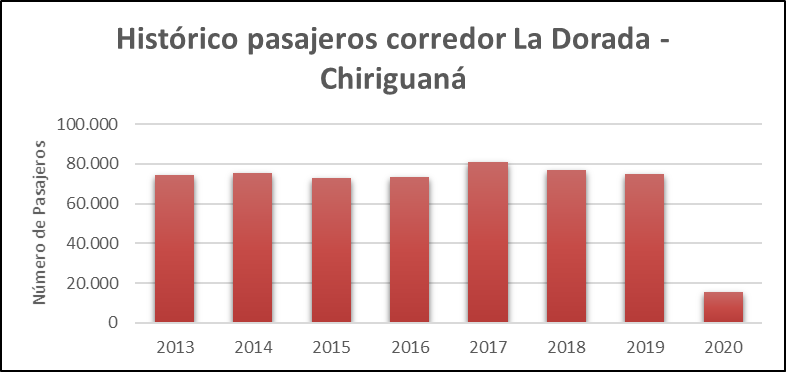 Histórico pasajeros corredor La Dorada -
Chiriguaná
Número de Pasajeros
100.000
80.000
60.000
40.000
20.000
0
2013 2014 2015 2016 2017 2018 2019 2020